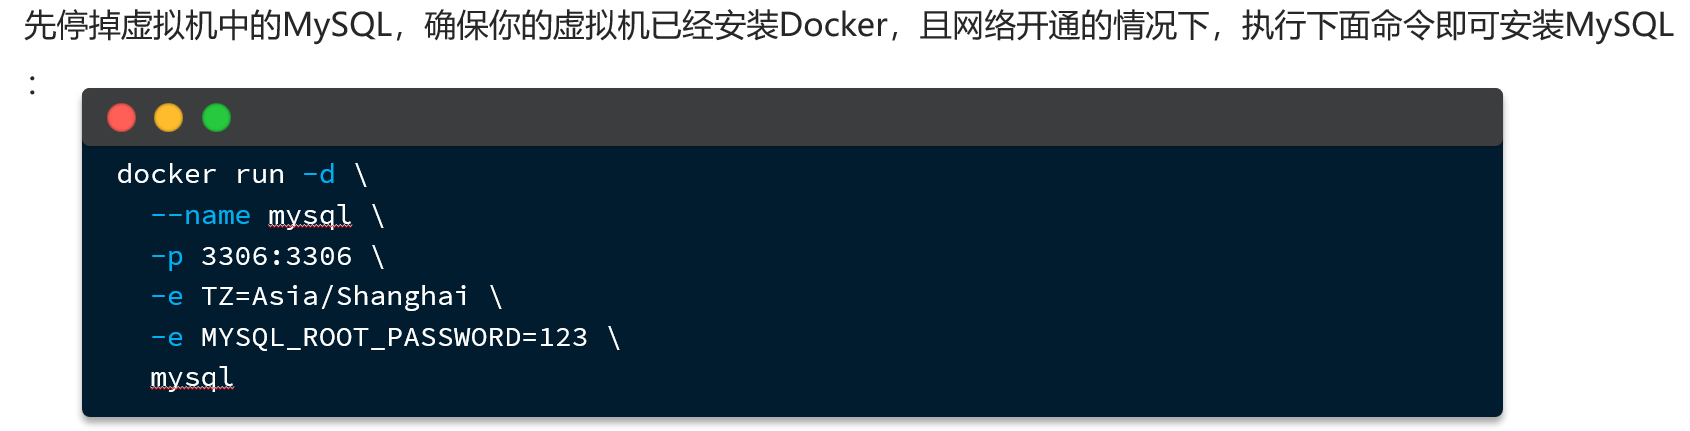 先停掉虚拟机中的MySQL，确保你的虚拟机已经安装Docker，且网络开通的情况下，执行下面命令即可安装MySQL
：
docker run -d \
--name mysql \
-p 3306:3306 \
-e TZ=Asia/Shanghai \
-e MYSQL_ROOT_PASSWORD=123 \
mysql